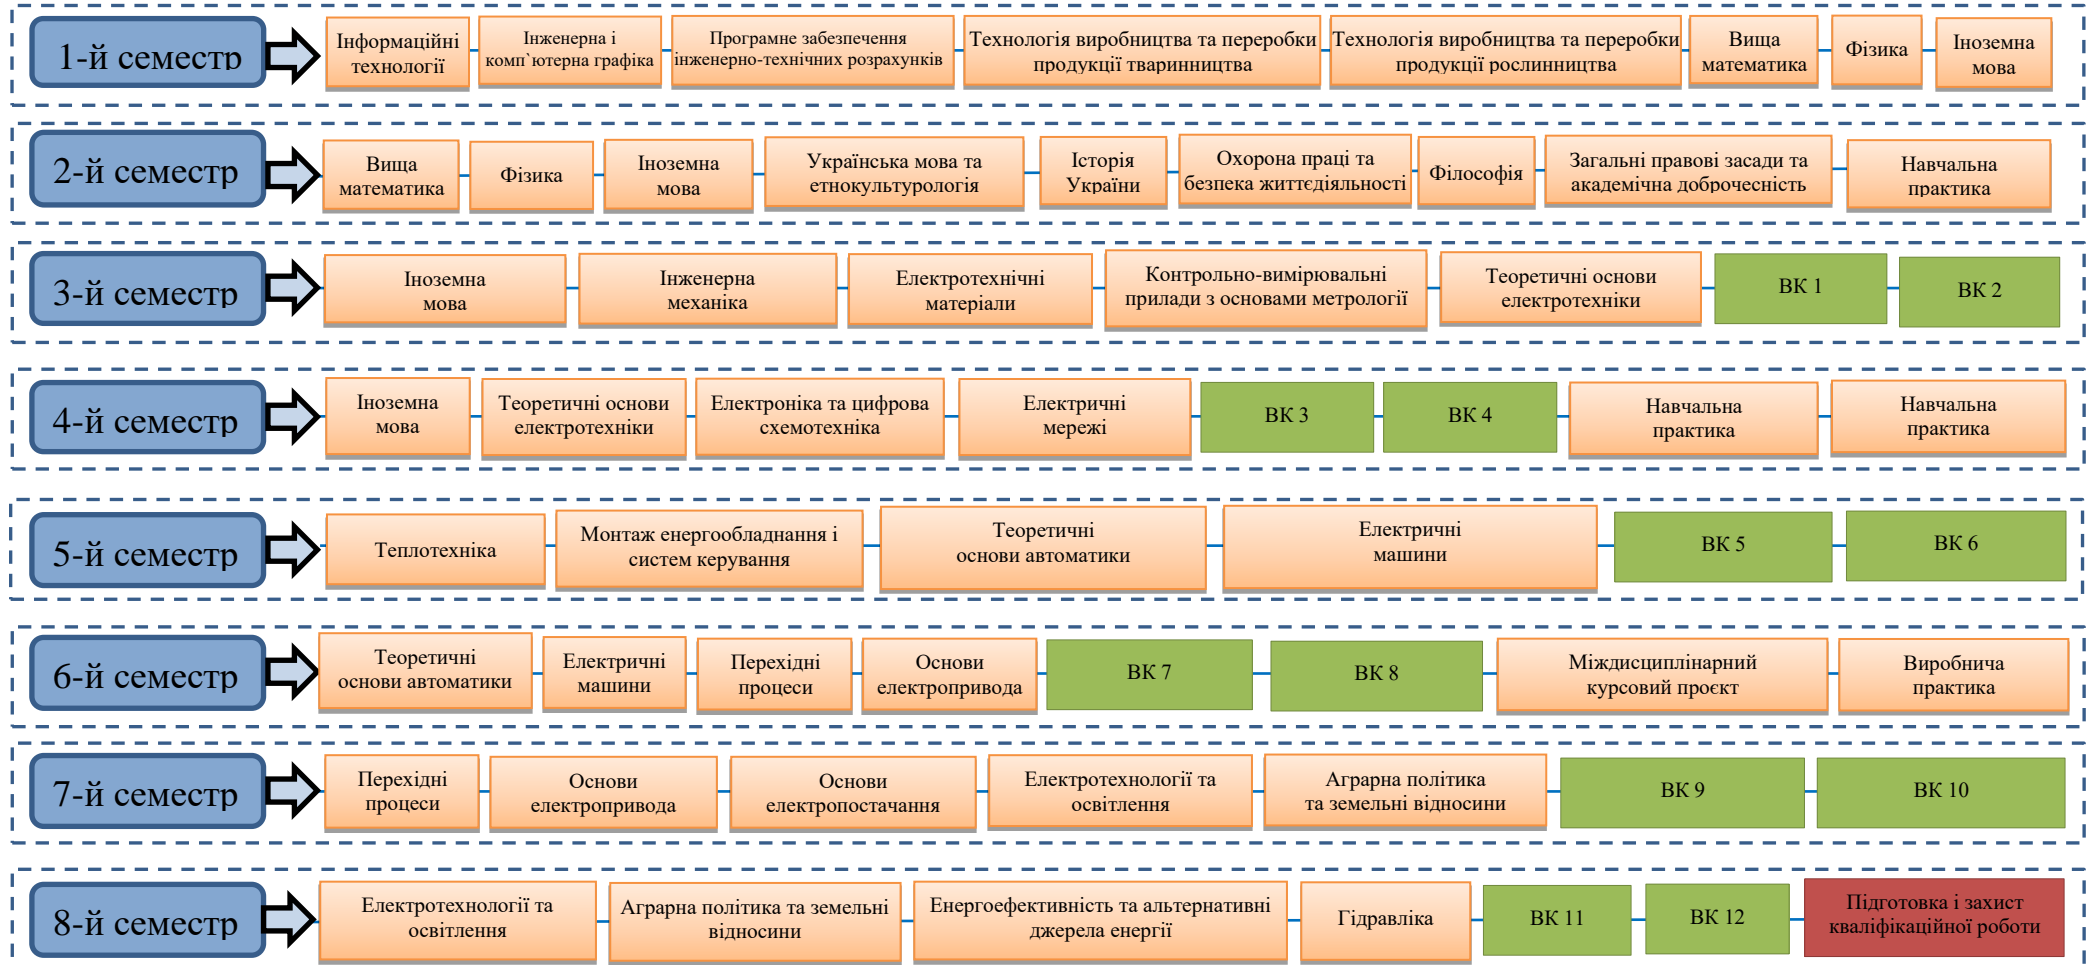 1-й семестр
Інформаційні
технології
Інженерна і
комп`ютерна графіка
Програмне забезпечення
інженерно-технічних розрахунків
Технологія виробництва та переробки
продукції тваринництва
Технологія виробництва та переробки
продукції рослинництва
Вища
математика
Фізика
Іноземна
мова
2-й семестр
Вища
математика
Фізика
Іноземна
мова
Українська мова та
етнокультурологія
Історія
України
Охорона праці та
безпека життєдіяльності
Філософія
Загальні правові засади та
академічна доброчесність
Навчальна
практика
3-й семестр
Іноземна
мова
Інженерна
механіка
Електротехнічні
матеріали
Контрольно-вимірювальні
прилади з основами метрології
Теоретичні основи
електротехніки
ВК 1
ВК 2
4-й семестр
Іноземна
мова
Теоретичні основи
електротехніки
Електроніка та цифрова
схемотехніка
Електричні
мережі
ВК 3
ВК 4
Навчальна
практика
Навчальна
практика
5-й семестр
Теплотехніка
Монтаж енергообладнання і
систем керування
Теоретичні
основи автоматики
Електричні
машини
ВК 5
ВК 6
6-й семестр
Теоретичні
основи автоматики
Електричні
машини
Перехідні
процеси
Основи
електропривода
ВК 7
ВК 8
Міждисциплінарний
курсовий проєкт
Виробнича
практика
7-й семестр
Перехідні
процеси
Основи
електропривода
Основи
електропостачання
Електротехнології та
освітлення
Аграрна політика
та земельні відносини
ВК 9
ВК 10
8-й семестр
Електротехнології та
освітлення
Аграрна політика та земельні
відносини
Енергоефективність та альтернативні
джерела енергії
Гідравліка
ВК 11
ВК 12
Підготовка і захист
кваліфікаційної роботи